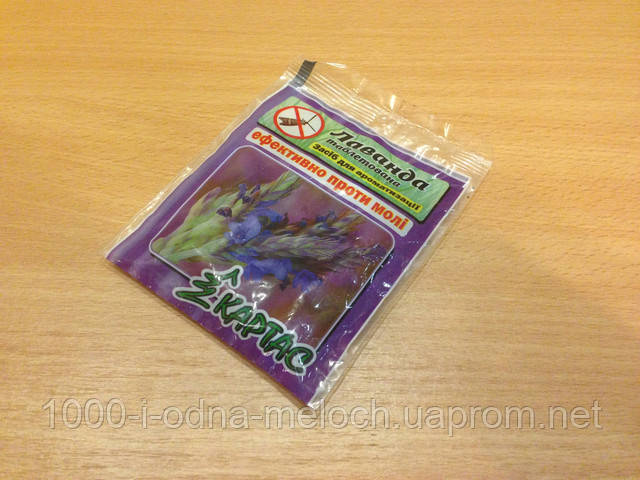 Лаванда
таблетована
Засіб для ароматизації
ефективно проти молі
КАРТАС
1000-i-odna-meloch.uaprom.net